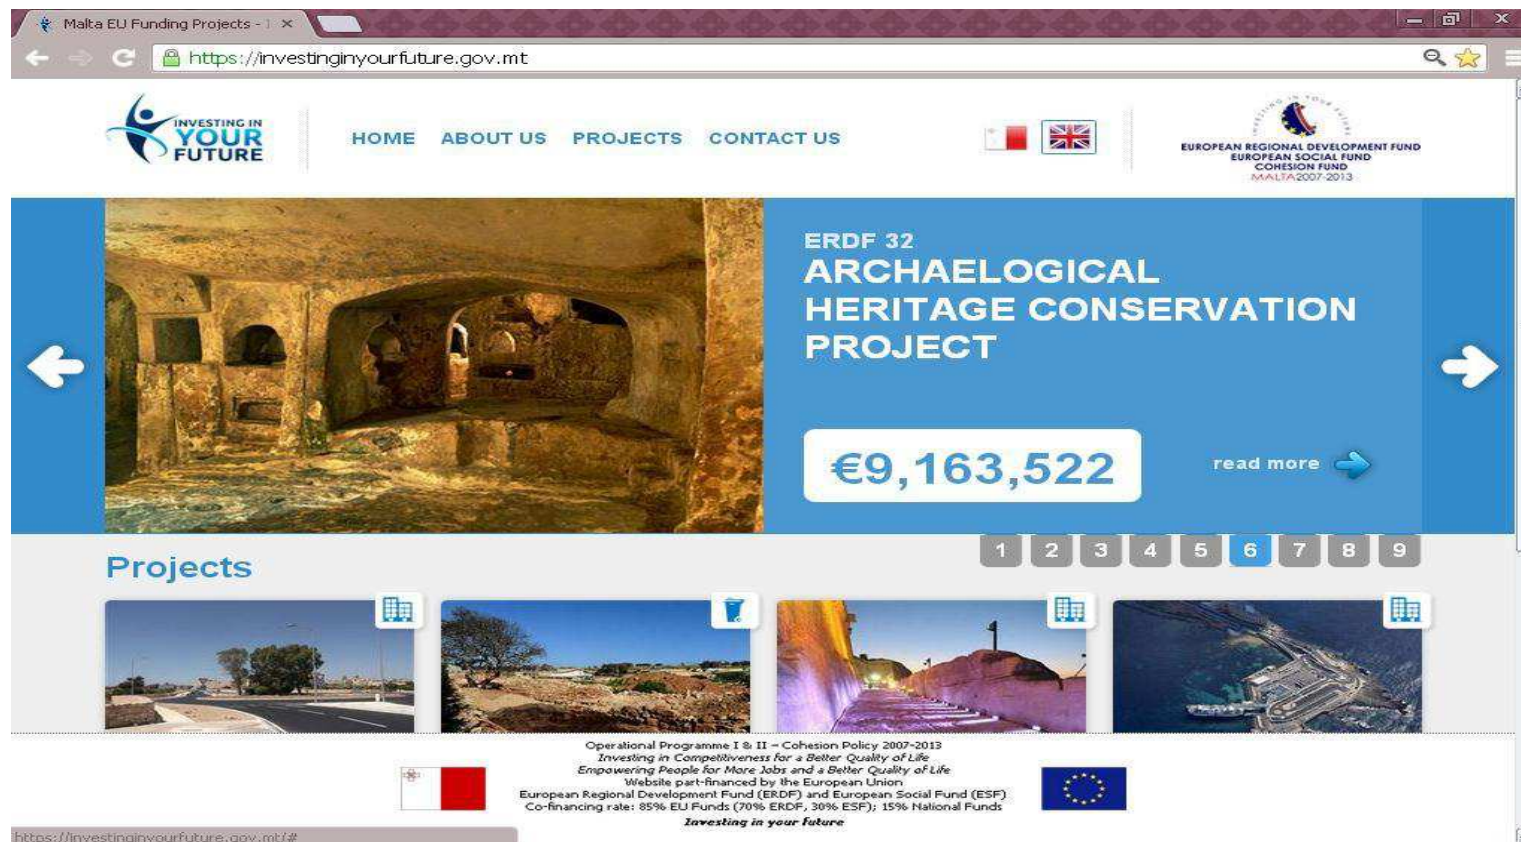 Malta EU Funding Projects -
https://investinginyourfuture.gov.mt
INVESTING IN
YOUR
FUTURE
HOME ABOUT US PROJECTS CONTACT US
EUROPEAN REGIONAL DEVELOPMENT FUND
EUROPEAN SOCIAL FUND
COHESION FUND
MALTA2007-2013
ERDF 32
ARCHAELOGICAL
HERITAGE CONSERVATION
PROJECT
€9,163,522
read more
1 2 3 4 5 6 7 8 9
Projects
Operational Programme I & II – Cohesion Policy 2007-2013
Investing in Competitiveness for a Better Quality of Life
Empowering People for More Jobs and a Better Quality of Life
Website part-financed by the European Union
European Regional Development Fund (ERDF) and European Social Fund (ESF)
Co-financing rate: 85% EU Funds (70% ERDF, 30% ESF); 15% National Funds
Investing in your future
https://investinginyourfuture.gov.mt/#